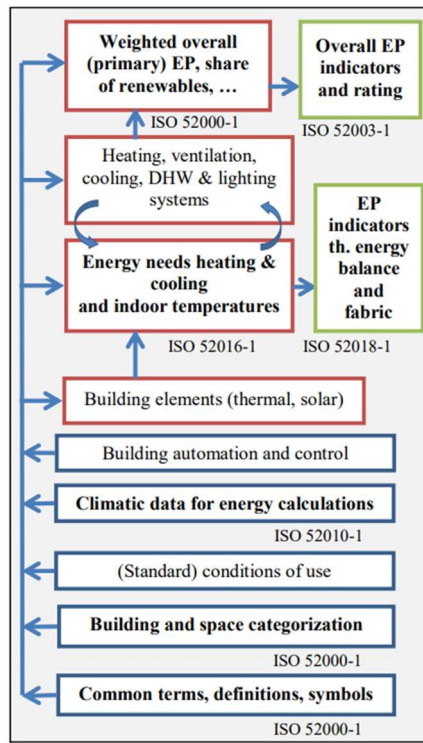 Weighted overall
(primary) EP, share
of renewables, …
Overall EP
indicators
and rating
ISO 52000-1
ISO 52003-1
Heating, ventilation,
cooling, DHW & lighting
systems
EP
indicators
th. energy
balance
and
fabric
Energy needs heating &
cooling
and indoor temperatures
ISO 52016-1
ISO 52018-1
Building elements (thermal, solar)
Building automation and control
Climatic data for energy calculations
ISO 52010-1
(Standard) conditions of use
Building and space categorization
ISO 52000-1
Common terms, definitions, symbols
ISO 52000-1